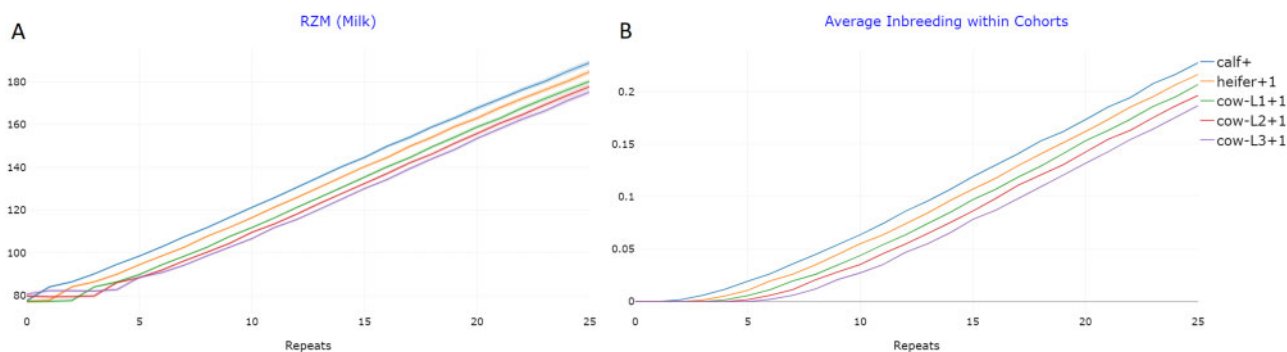 A
RZM (Milk)
180
160
140
120
100
80
0
5
10
15
20
25
Repeats
B
Average Inbreeding within Cohorts
0.2
0.15
0.1
0.05
0
0
5
10
15
20
25
Repeats
calf+
heifer+1
cow-L1+1
cow-L2+1
cow-L3+1